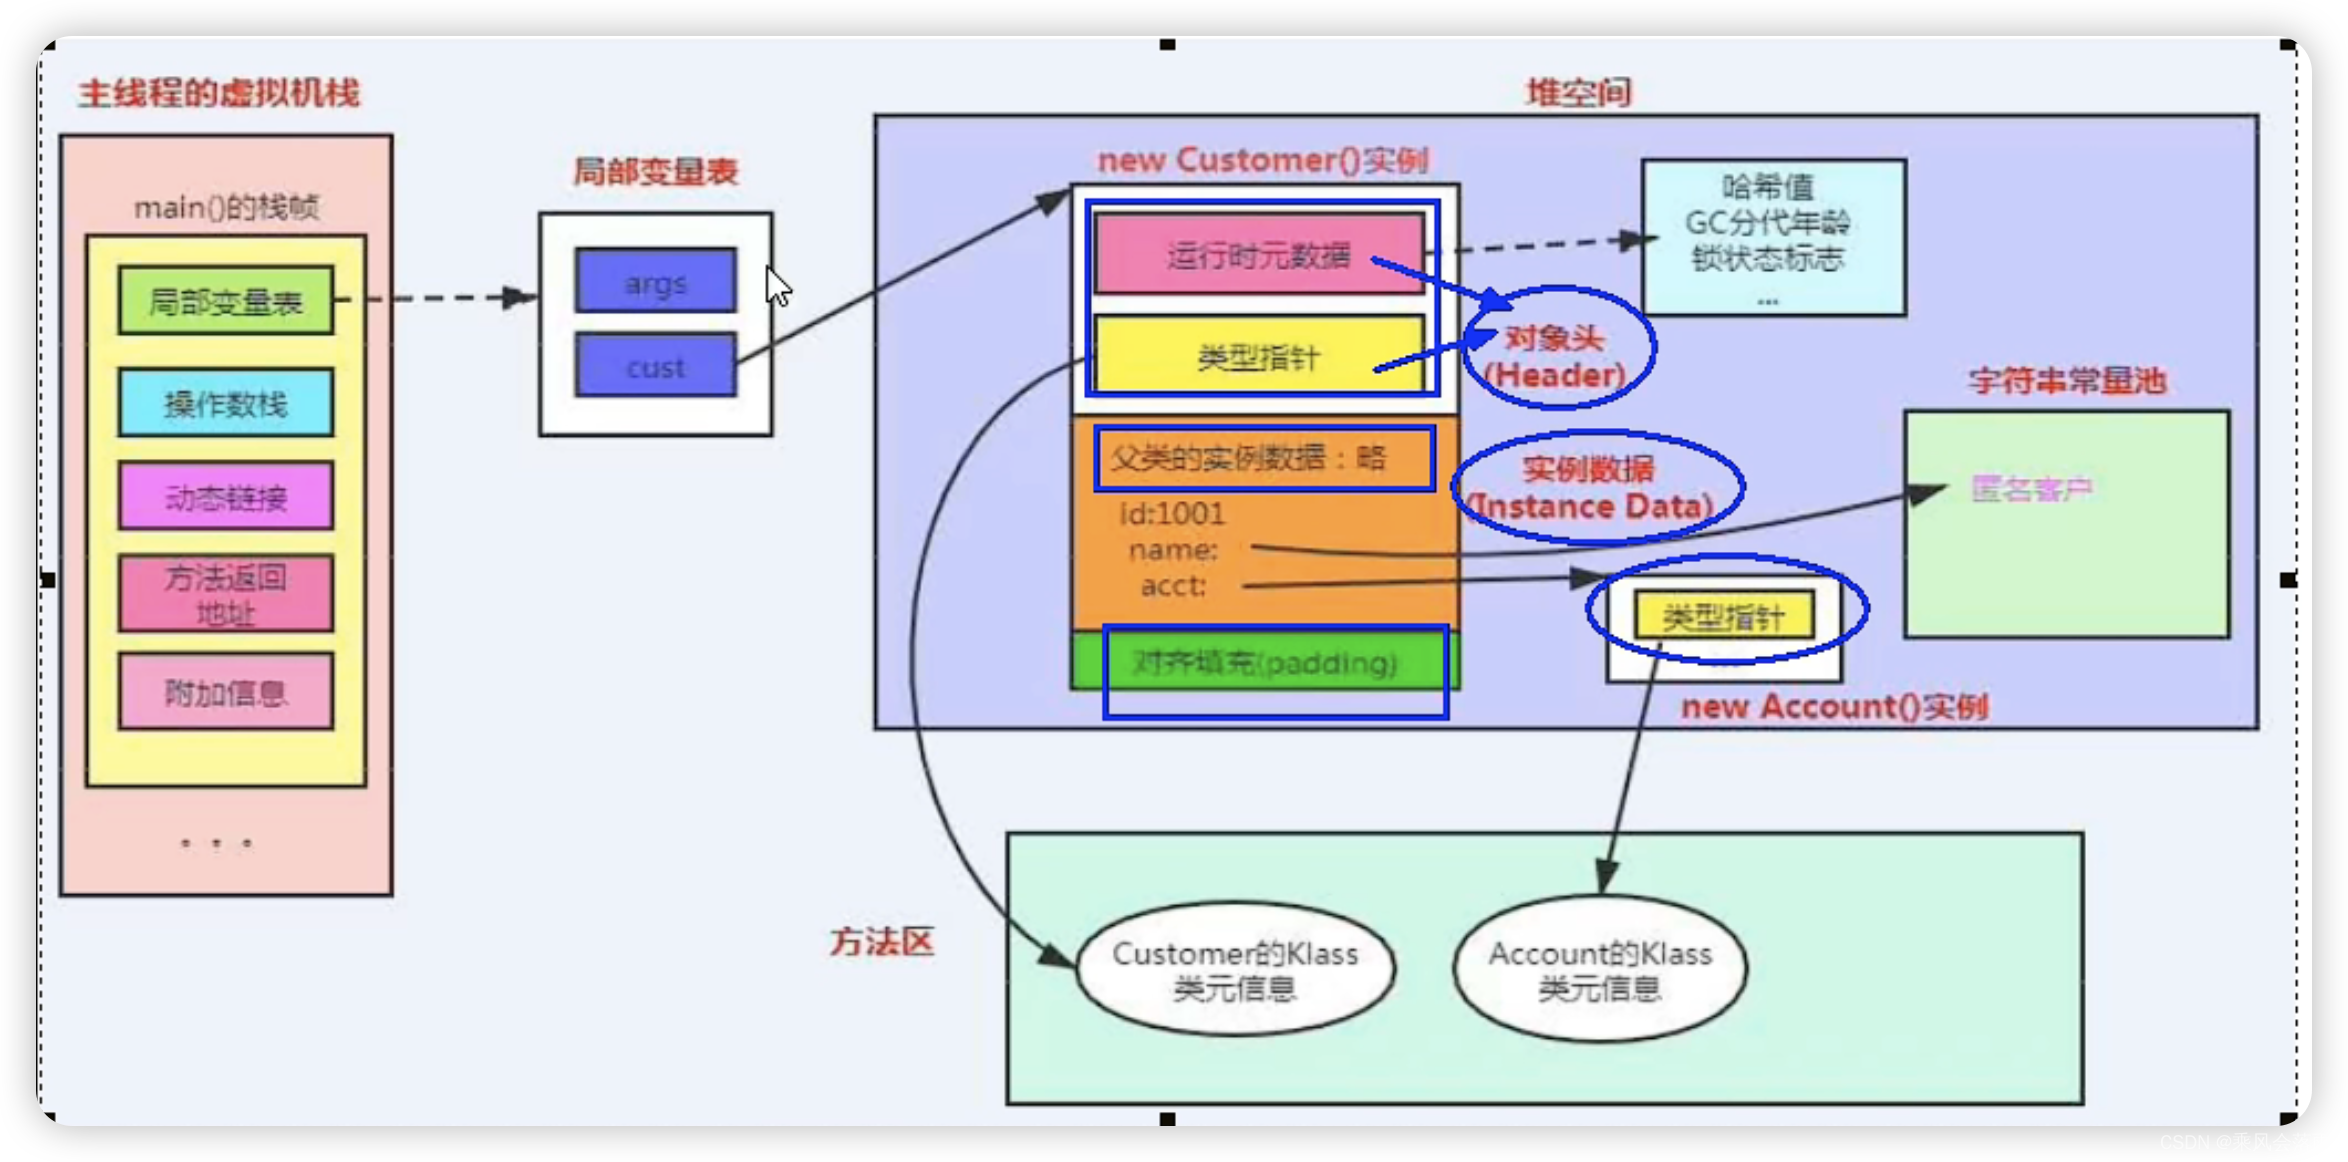 主线程的虚拟机栈
main()的栈帧
局部变量表
操作数栈
动态链接
方法返回
地址
附加信息
. . .
局部变量表
args
cust
堆空间
new Customer()实例
运行时元数据
类型指针
哈希值
GC分代年龄
锁状态标志
...
对象头
(Header)
父类的实例数据：略
id:1001
name:
acct:
实例数据
(Instance Data)
对齐填充(padding)
字符串常量池
匿名客户
类型指针
...
new Account()实例
方法区
Customer的Klass
类元信息
Account的Klass
类元信息
CSDN @乘风